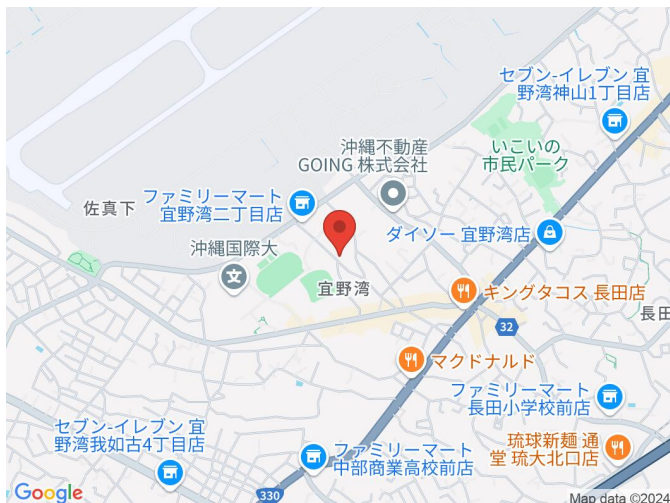 セブン-イレブン 宜
野湾神山1丁目店
沖縄不動産
GOING 株式会社
いこいの
市民パーク
佐真下
ファミリーマート
宜野湾二丁目店
ダイソー 宜野湾店
沖縄国際大
文
宜野湾
キングタコス 長田店
長田
32
マクドナルド
ファミリーマート
長田小学校前店
セブン-イレブン 宜
野湾我如古4丁目店
ファミリーマート
中部商業高校前店
琉球新麺 通
堂 琉大北口店
330
Google
Map data ©2024